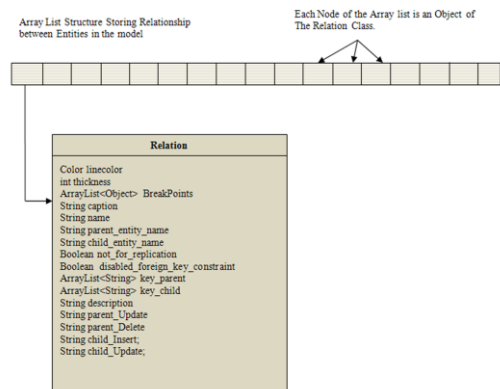 Array List Structure Storing Relationship
between Entities in the model
Each Node of the Array list is an Object of
The Relation Class.
Relation
Color linecolor
int thickness
ArrayList<Object> BreakPoints
String caption
String name
String parent_entity_name
String child_entity_name
Boolean not_for_replication
Boolean disabled_foreign_key_constraint
ArrayList<String> key_parent
ArrayList<String> key_child
String description
String parent_Update
String parent_Delete
String child_Insert;
String child_Update;